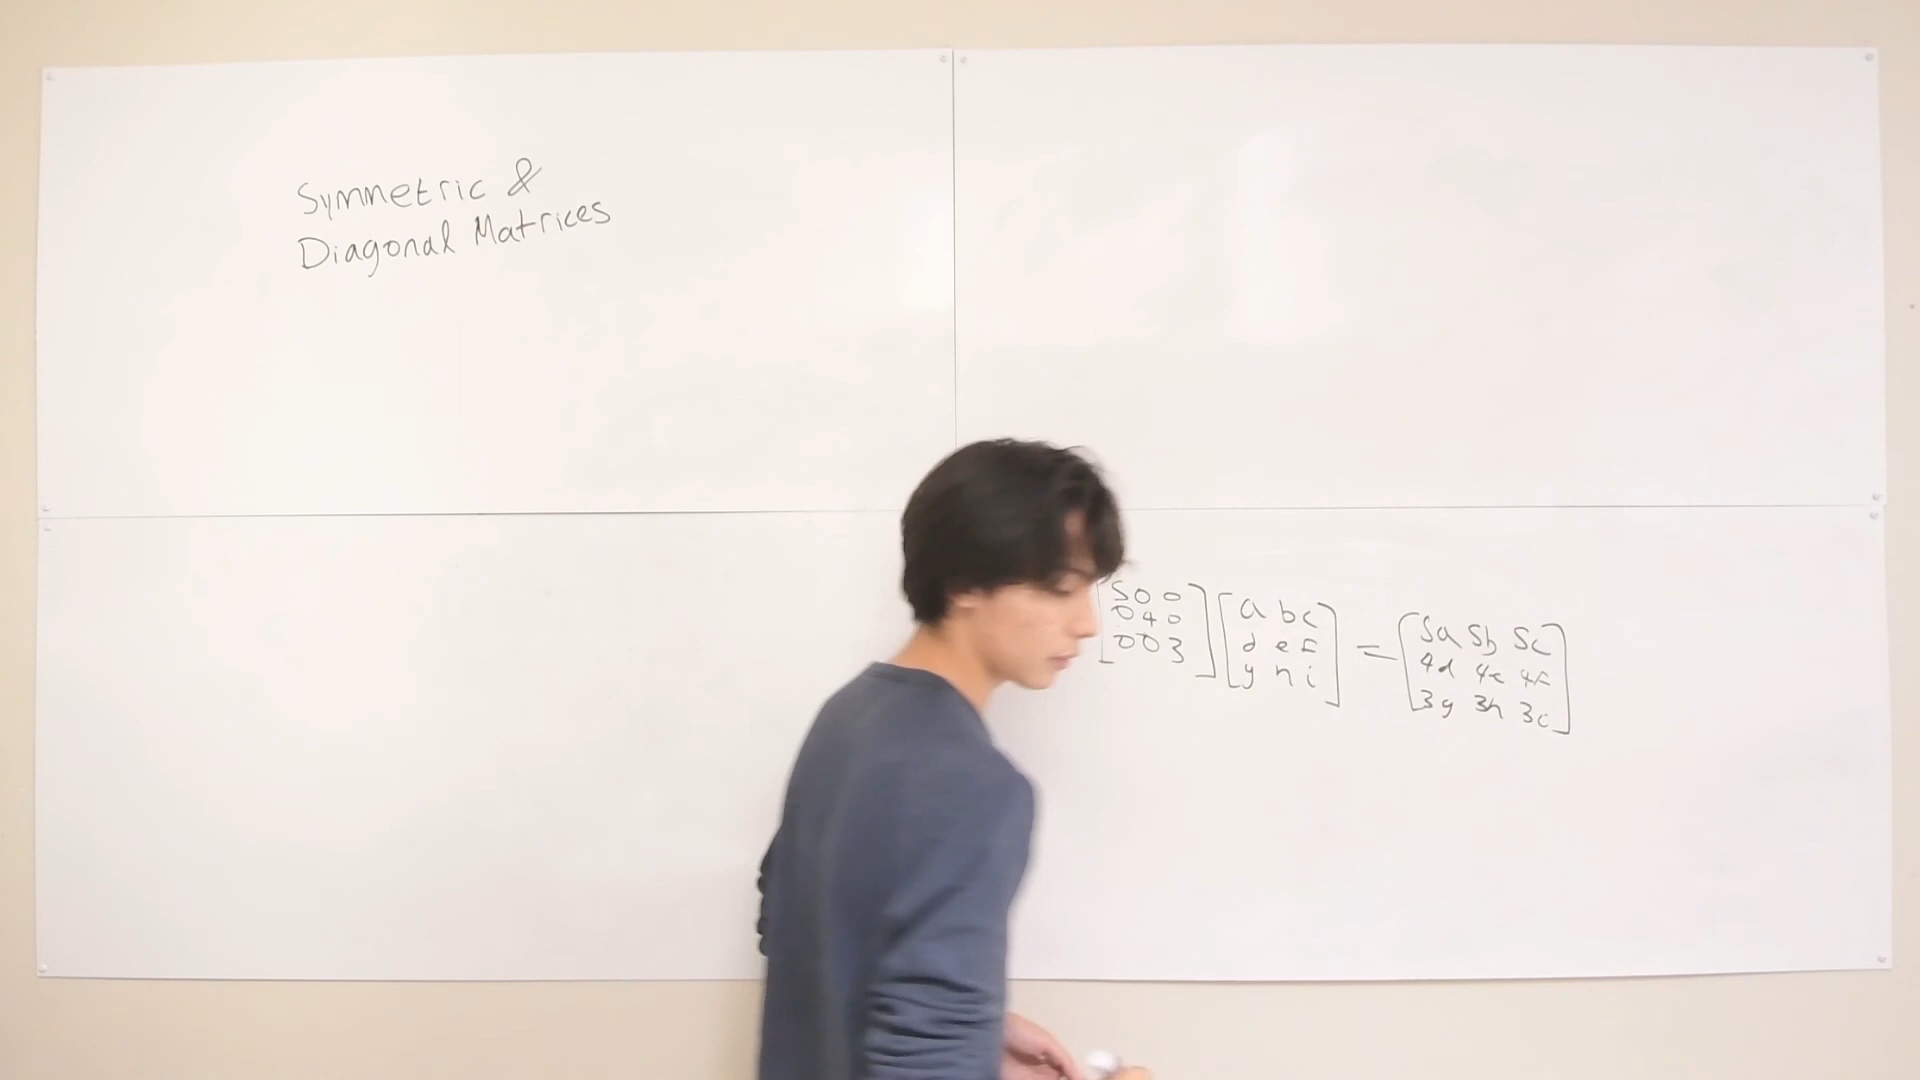 Symmetric &
Diagonal Matrices
[5 0 0] [a b c] = [5a 5b 5c]
[0 4 0] [d e f] [4d 4e 4f]
[0 0 3] [g h i] [3g 3h 3i]